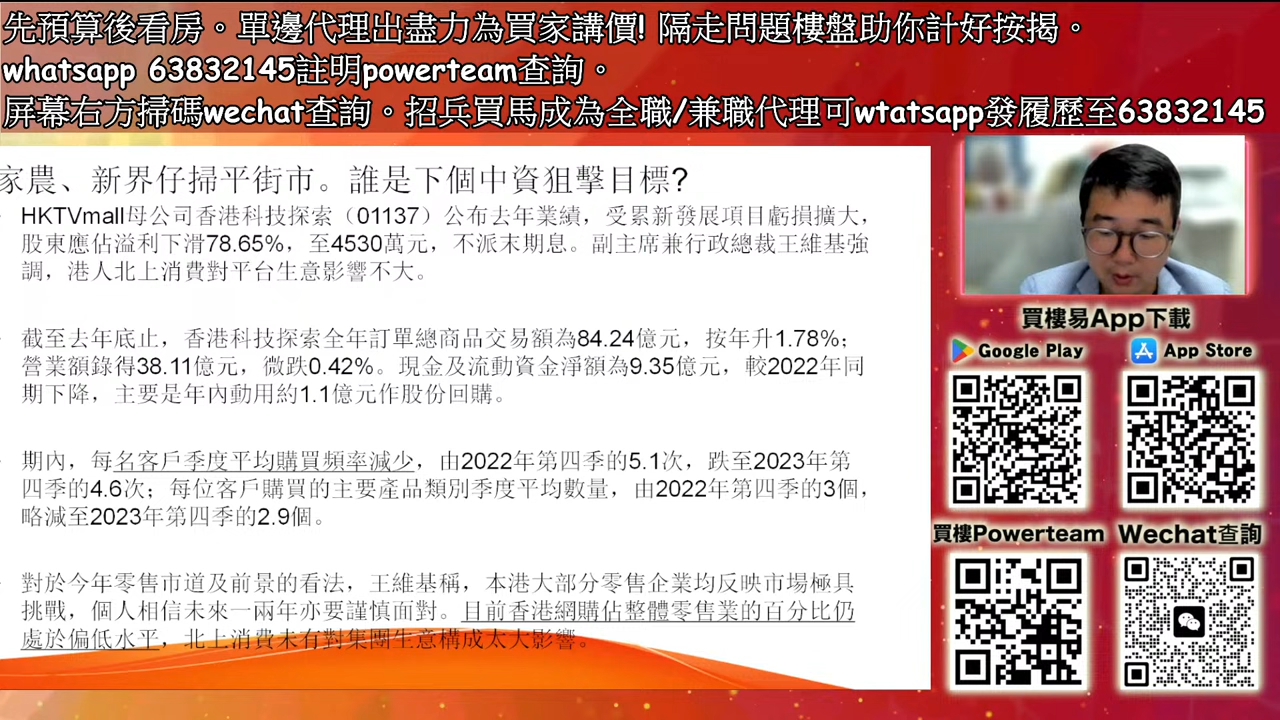 先預算後看房。單邊代理出盡力為買家講價! 隔走問題樓盤助你計好按揭。
whatsapp 63832145註明powerteam查詢。
屏幕右方掃碼wechat查詢。招兵買馬成為全職/兼職代理可wtatsapp發履歷至63832145
家農、新界仔掃平街市。誰是下個中資狙擊目標?
HKTVmall母公司香港科技探索（01137）公布去年業績，受累新發展項目虧損擴大，
股東應佔溢利下滑78.65%，至4530萬元，不派末期息。副主席兼行政總裁王維基強
調，港人北上消費對平台生意影響不大。
截至去年底止，香港科技探索全年訂單總商品交易額為84.24億元，按年升1.78%；
營業額錄得38.11億元，微跌0.42%。現金及流動資金淨額為9.35億元，較2022年同
期下降，主要是年內動用約1.1億元作股份回購。
期內，每名客戶季度平均購買頻率減少，由2022年第四季的5.1次，跌至2023年第
四季的4.6次；每位客戶購買的主要產品類別季度平均數量，由2022年第四季的3個，
略減至2023年第四季的2.9個。
對於今年零售市道及前景的看法，王維基稱，本港大部分零售企業均反映市場極具
挑戰，個人相信未來一兩年亦要謹慎面對。目前香港網購佔整體零售業的百分比仍
處於偏低水平，北上消費未有對集團生意構成太大影響。
買樓易App下載
Google Play
App Store
買樓Powerteam
Wechat查詢